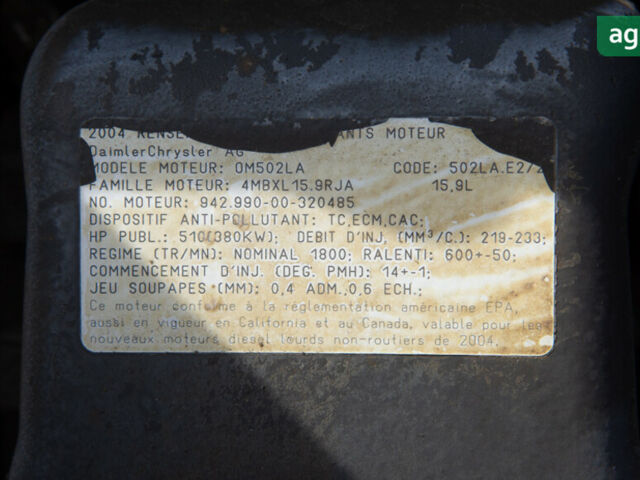 ag
2004 MOTEUR
DaimlerChrysler AG
MODELE MOTEUR: OM502LA CODE: 502LA.E2/2
FAMILLE MOTEUR: 4MBXL15.9RJA 15,9L
NO. MOTEUR: 942.990-00-320485
DISPOSITIF ANTI-POLLUTANT: TC,ECM,CAC;
HP PUBL.: 510(380KW); DEBIT D'INJ. (MM³/C.): 219-233;
REGIME (TR/MN): NOMINAL 1800; RALENTI: 600+-50;
COMMENCEMENT D'INJ. (DEG. PMH): 14+-1;
JEU SOUPAPES (MM): 0,4 ADM.,0,6 ECH.;
Ce moteur conforme à la réglementation américaine EPA,
aussi en vigueur en California et au Canada, valable pour les
nouveaux moteurs diesel lourds non-routiers de 2004.